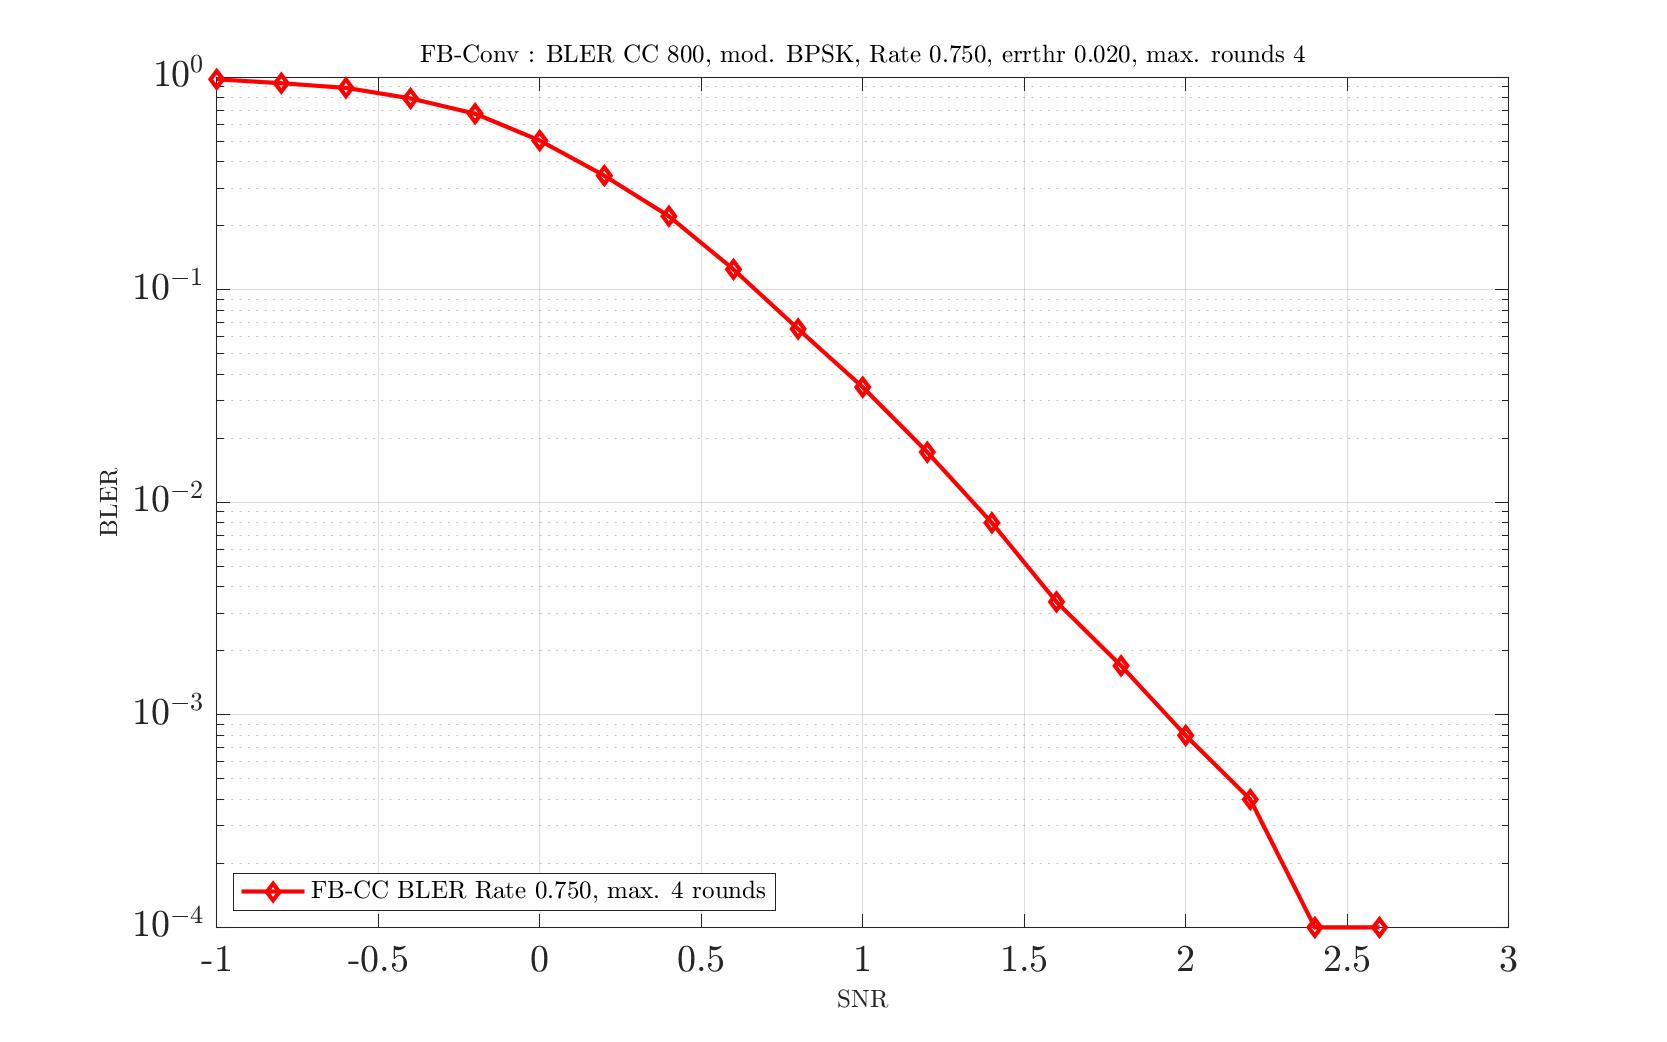 FB-Conv : BLER CC 800, mod. BPSK, Rate 0.750, errthr 0.020, max. rounds 4
10^0
10^{-1}
10^{-2}
10^{-3}
10^{-4}
BLER
FB-CC BLER Rate 0.750, max. 4 rounds
-1 -0.5 0 0.5 1 1.5 2 2.5 3
SNR